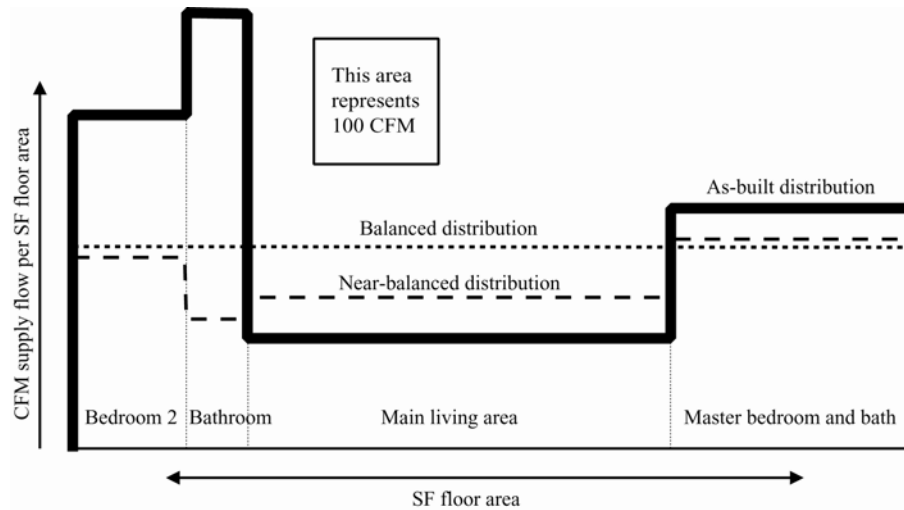 This area
represents
100 CFM
CFM supply flow per SF floor area
As-built distribution
Balanced distribution
Near-balanced distribution
Bedroom 2
Bathroom
Main living area
Master bedroom and bath
SF floor area